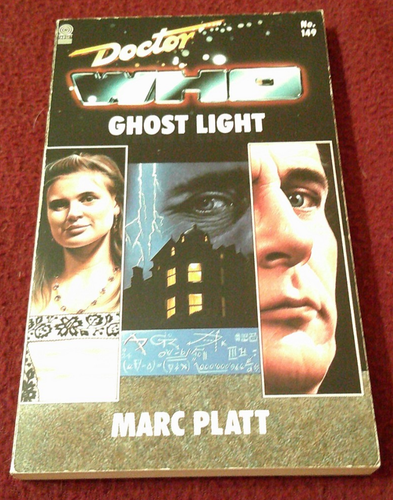 No.
149
Doctor
WHO
GHOST LIGHT
MARC PLATT